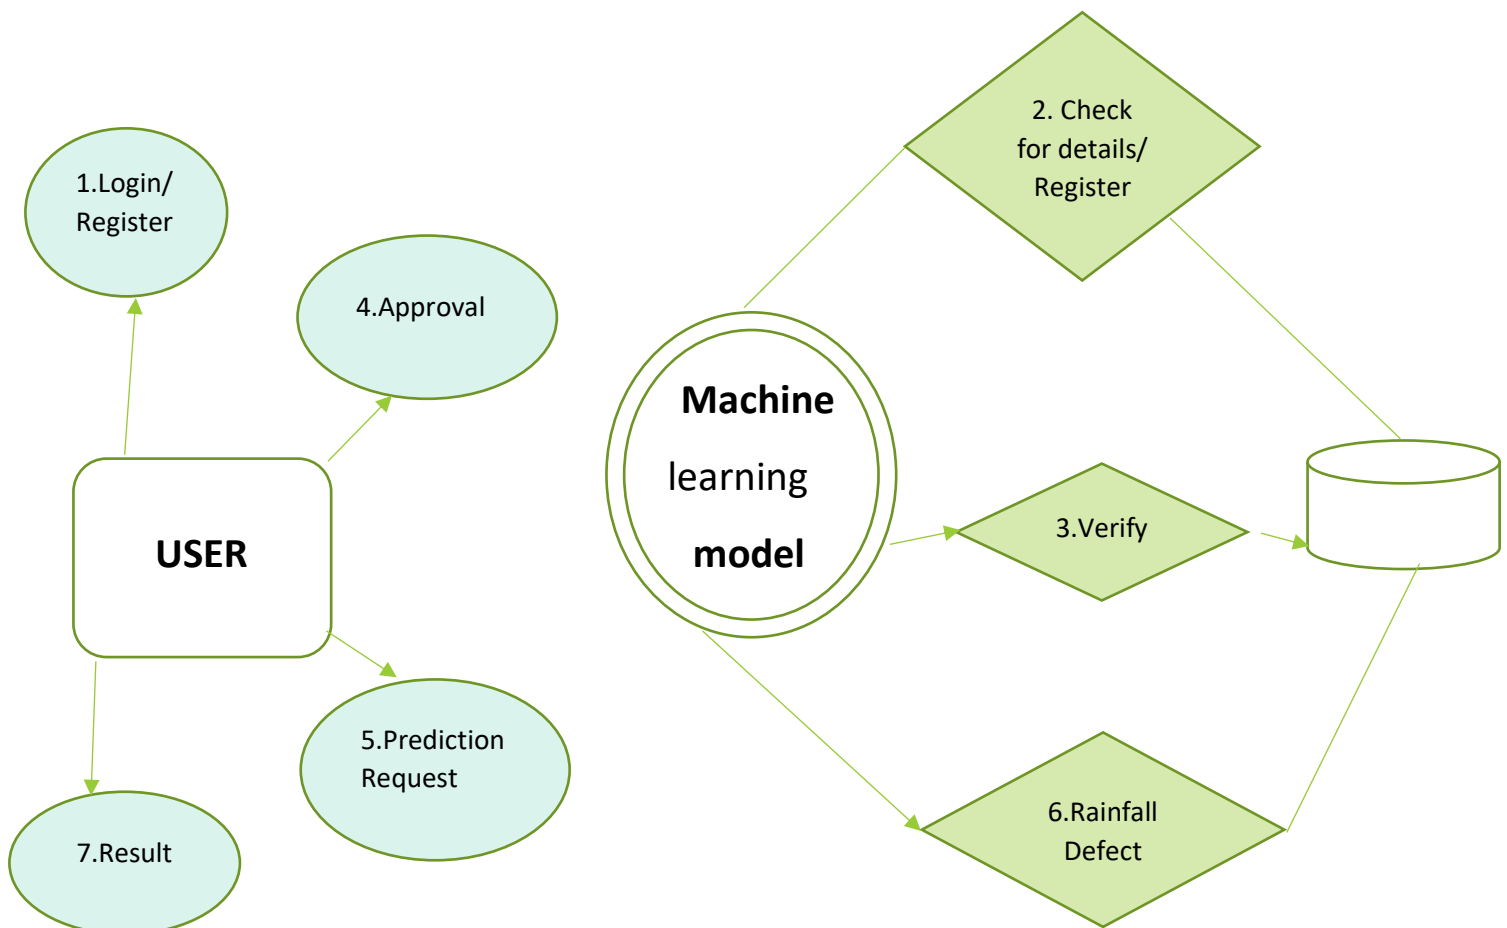 2. Check
for details/
Register
1.Login/
Register
4.Approval
Machine
learning
model
3.Verify
USER
5.Prediction
Request
6.Rainfall
Defect
7.Result